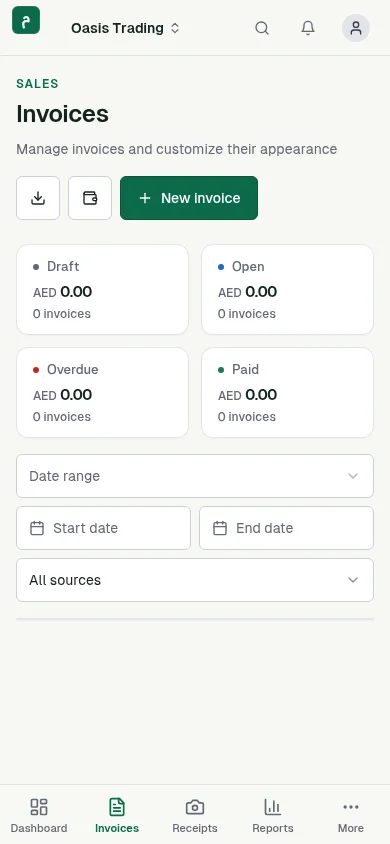 م
Oasis Trading
SALES
Invoices
Manage invoices and customize their appearance
New invoice
Draft
AED 0.00
0 invoices
Open
AED 0.00
0 invoices
Overdue
AED 0.00
0 invoices
Paid
AED 0.00
0 invoices
Date range
Start date
End date
All sources
Dashboard
Invoices
Receipts
Reports
More